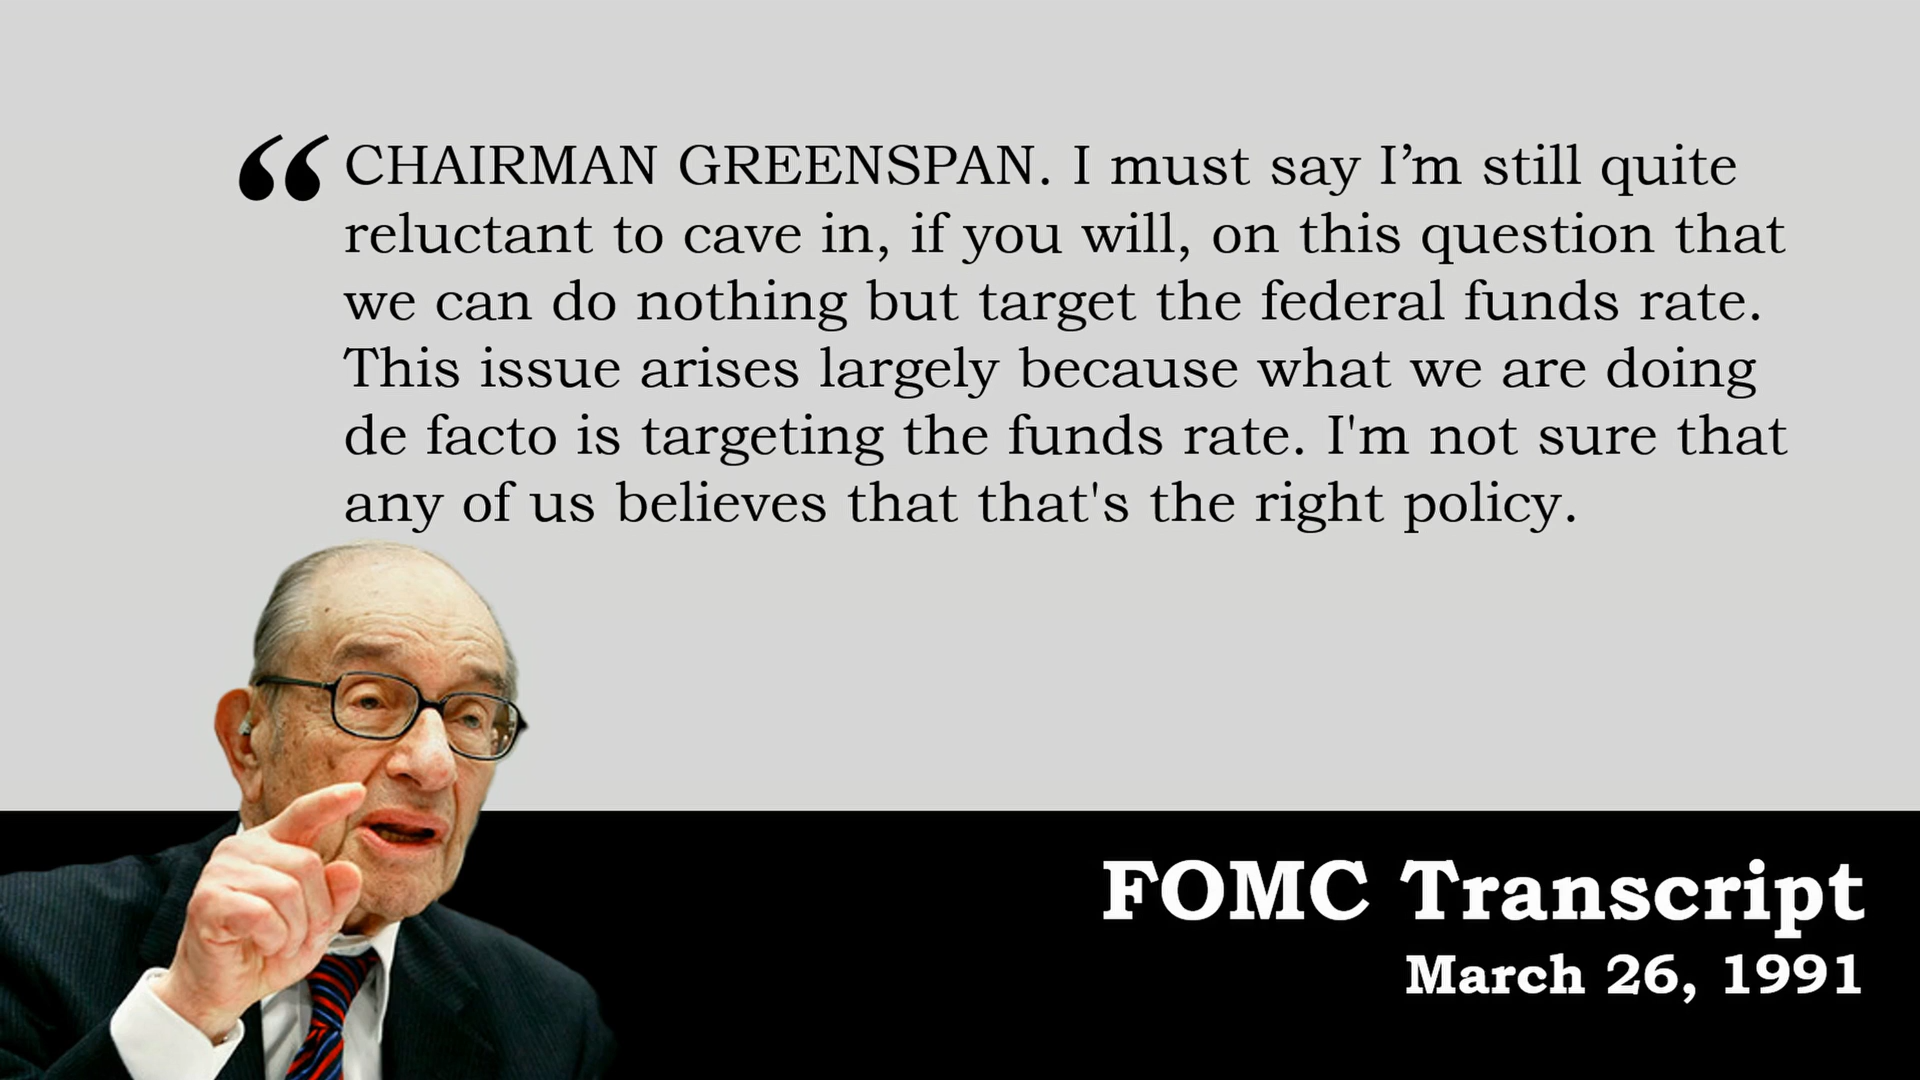 “CHAIRMAN GREENSPAN. I must say I’m still quite
reluctant to cave in, if you will, on this question that
we can do nothing but target the federal funds rate.
This issue arises largely because what we are doing
de facto is targeting the funds rate. I'm not sure that
any of us believes that that's the right policy.
FOMC Transcript
March 26, 1991